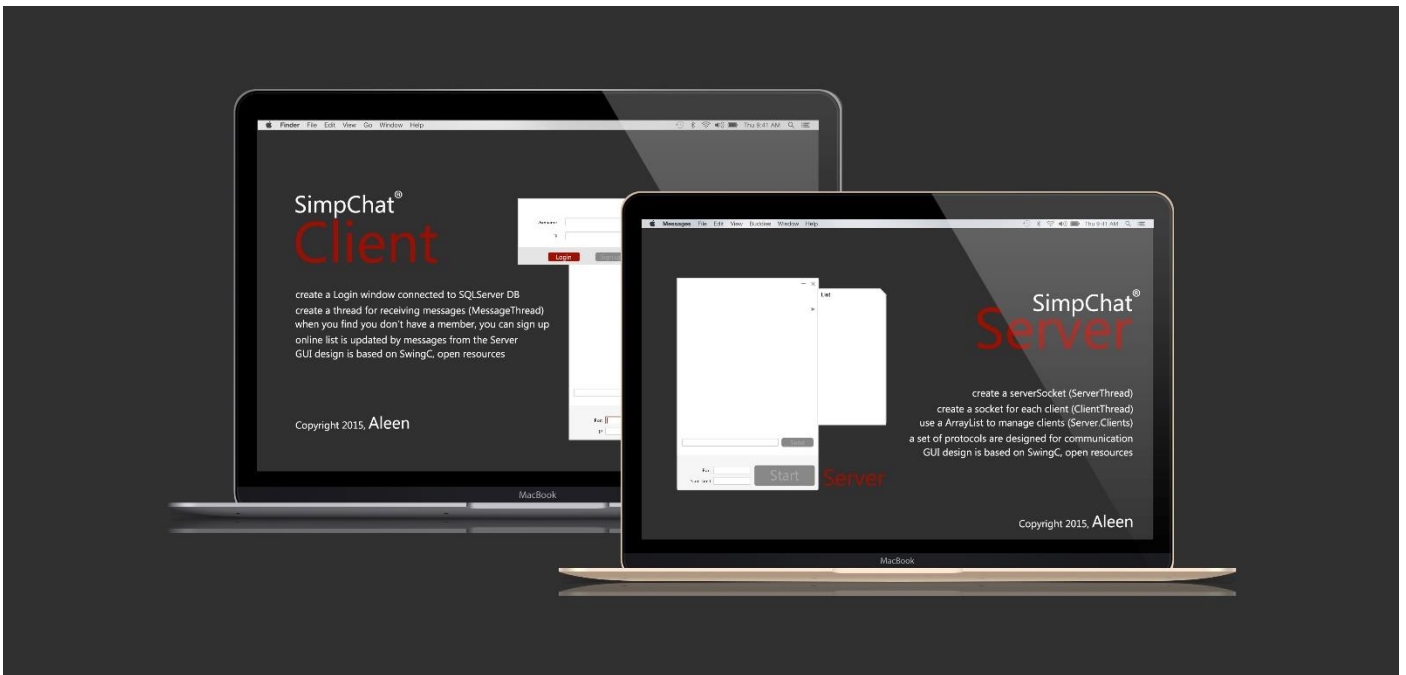 Finder File Edit View Go Window Help
Thu 9:41 AM
SimpChat®
Client
Login
create a Login window connected to SQLServer DB
create a thread for receiving messages (MessageThread)
when you find you don't have a member, you can sign up
online list is updated by messages from the Server
GUI design is based on SwingC, open resources
Copyright 2015, Aleen
MacBook
Messages File Edit View Buddies Window Help
Thu 9:41 AM
List
SimpChat®
Server
create a serverSocket (ServerThread)
create a socket for each client (ClientThread)
use a ArrayList to manage clients (Server.Clients)
a set of protocols are designed for communication
GUI design is based on SwingC, open resources
Send
Start
Server
Copyright 2015, Aleen
MacBook